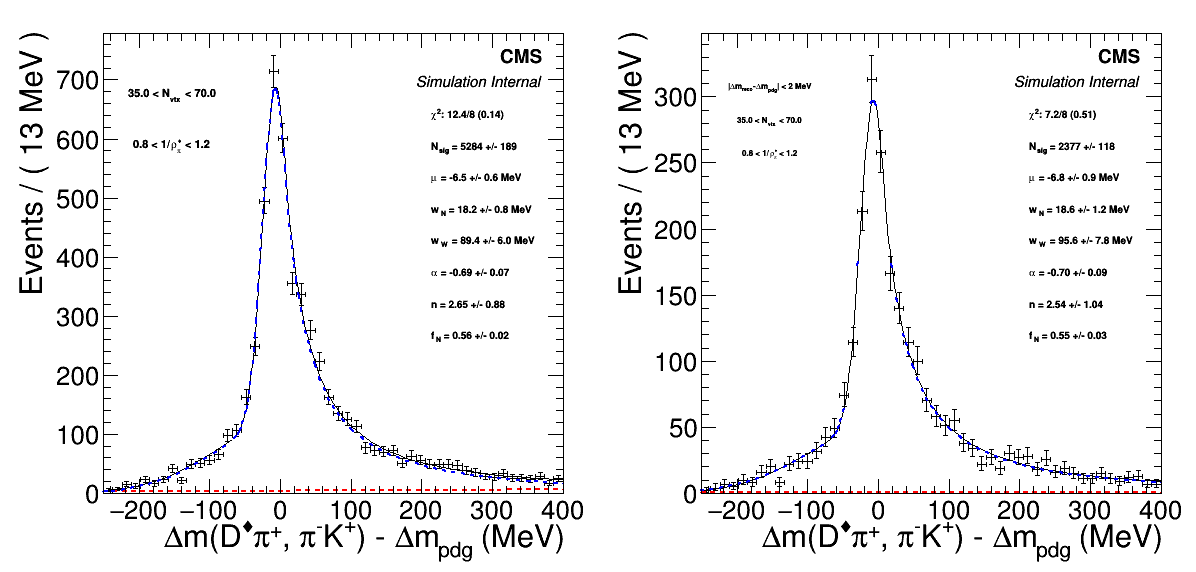 CMS
Simulation Internal
35.0 < N_vtx < 70.0
0.8 < 1/ρ_π^♦ < 1.2
χ²: 12.4/8 (0.14)
N_sig = 5284 +/- 189
μ = -6.5 +/- 0.6 MeV
w_N = 18.2 +/- 0.8 MeV
w_W = 89.4 +/- 6.0 MeV
α = -0.69 +/- 0.07
n = 2.65 +/- 0.88
f_N = 0.56 +/- 0.02
Events / ( 13 MeV )
700
600
500
400
300
200
100
0
−200 −100 0 100 200 300 400
Δm(D♦π⁺, π⁻K⁺) - Δm_pdg (MeV)
CMS
Simulation Internal
|Δm_reco-Δm_pdg| < 2 MeV
35.0 < N_vtx < 70.0
0.8 < 1/ρ_π^♦ < 1.2
χ²: 7.2/8 (0.51)
N_sig = 2377 +/- 118
μ = -6.8 +/- 0.9 MeV
w_N = 18.6 +/- 1.2 MeV
w_W = 95.6 +/- 7.8 MeV
α = -0.70 +/- 0.09
n = 2.54 +/- 1.04
f_N = 0.55 +/- 0.03
Events / ( 13 MeV )
300
250
200
150
100
50
0
−200 −100 0 100 200 300 400
Δm(D♦π⁺, π⁻K⁺) - Δm_pdg (MeV)